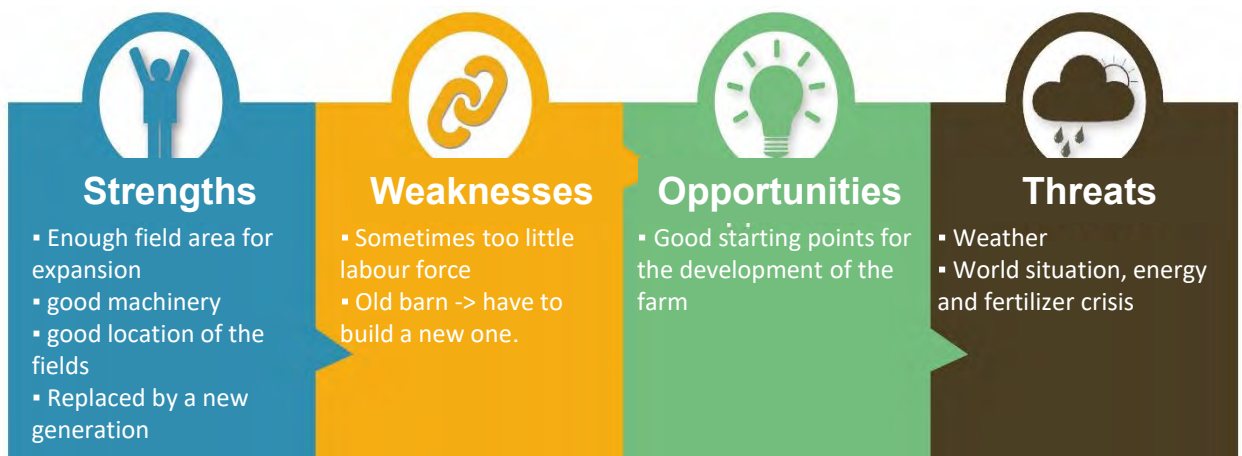 Strengths
▪ Enough field area for
expansion
▪ good machinery
▪ good location of the
fields
▪ Replaced by a new
generation
Weaknesses
▪ Sometimes too little
labour force
▪ Old barn -> have to
build a new one.
Opportunities
▪ Good starting points for
the development of the
farm
Threats
▪ Weather
▪ World situation, energy
and fertilizer crisis